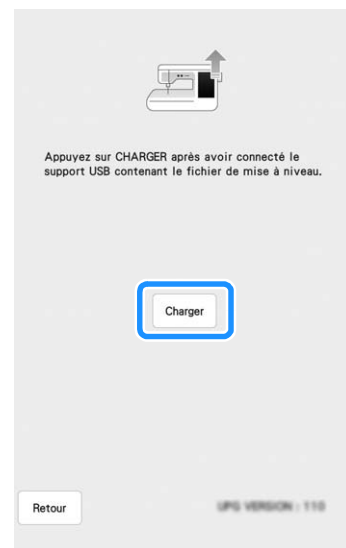 Appuyez sur CHARGER après avoir connecté le
support USB contenant le fichier de mise à niveau.
Charger
Retour
UPG VERSION : 110